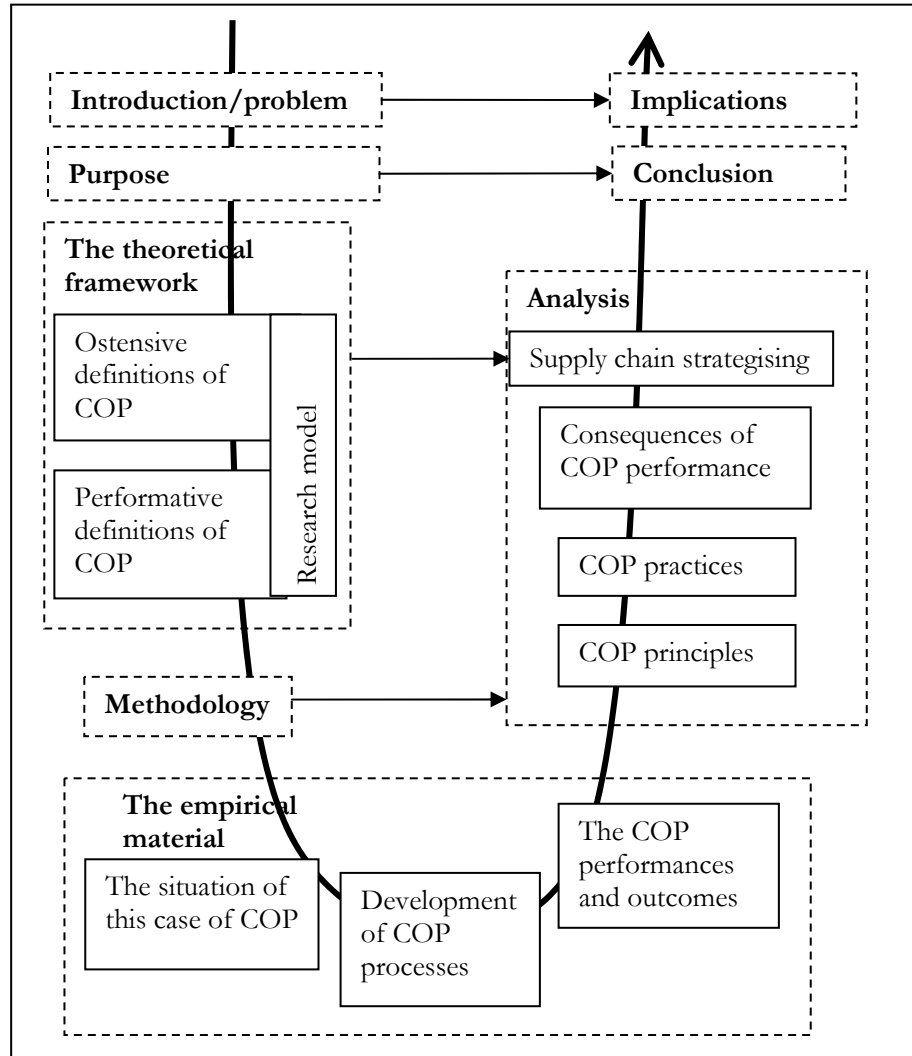 Introduction/problem
Implications
Purpose
Conclusion
The theoretical
framework
Ostensive
definitions of
COP
Performative
definitions of
COP
Research model
Analysis
Supply chain strategising
Consequences of
COP performance
COP practices
COP principles
Methodology
The empirical
material
The situation of
this case of COP
Development
of COP
processes
The COP
performances
and outcomes